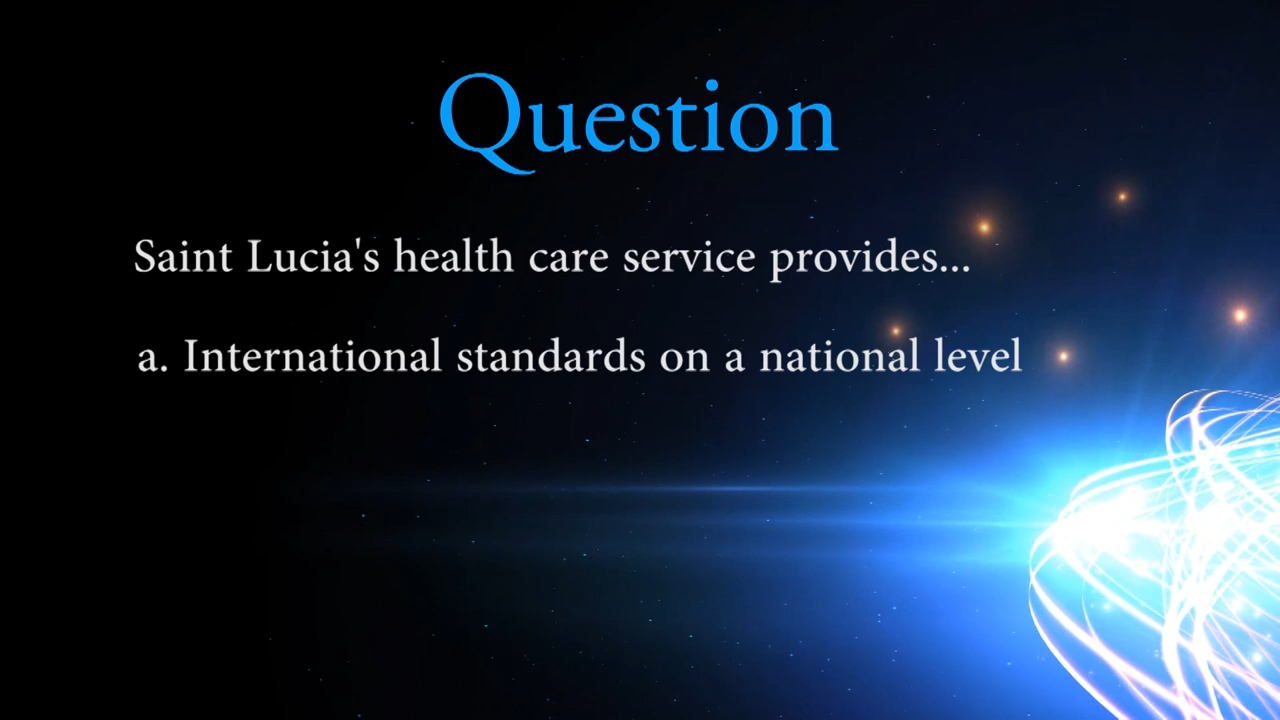 Question
Saint Lucia's health care service provides...
a. International standards on a national level